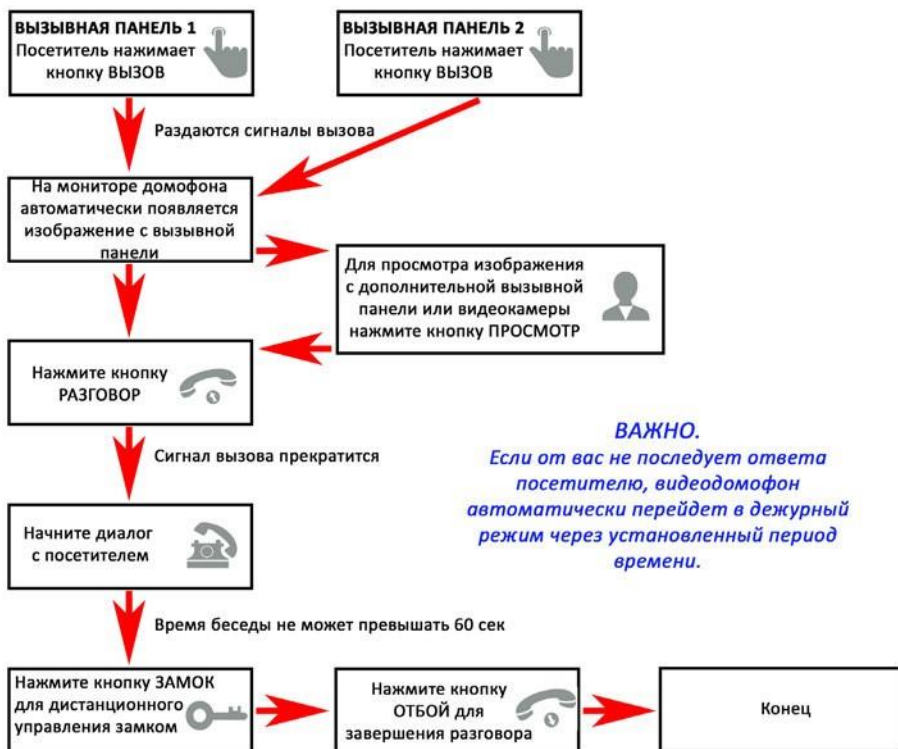 ВЫЗЫВНАЯ ПАНЕЛЬ 1
Посетитель нажимает
кнопку ВЫЗОВ
ВЫЗЫВНАЯ ПАНЕЛЬ 2
Посетитель нажимает
кнопку ВЫЗОВ
Раздаются сигналы вызова
На мониторе домофона
автоматически появляется
изображение с вызывной
панели
Для просмотра изображения
с дополнительной вызывной
панели или видеокамеры
нажмите кнопку ПРОСМОТР
Нажмите кнопку
РАЗГОВОР
Сигнал вызова прекратится
ВАЖНО.
Если от вас не последует ответа
посетителю, видеодомофон
автоматически перейдет в дежурный
режим через установленный период
времени.
Начните диалог
с посетителем
Время беседы не может превышать 60 сек
Нажмите кнопку ЗАМОК
для дистанционного
управления замком
Нажмите кнопку
ОТБОЙ для
завершения разговора
Конец